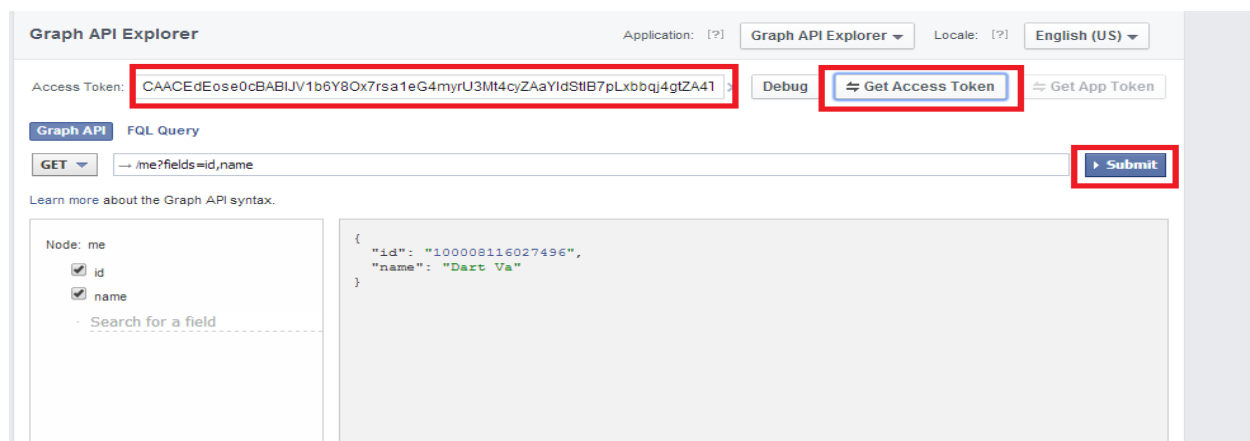 Graph API Explorer Application: [?] Graph API Explorer Locale: [?] English (US)
Access Token: CAACEdEose0cBABIJV1b6Y8Ox7rsa1eG4myrU3Mt4cyZAaYIdStIB7pLxbbqj4gtZA4T Debug Get Access Token Get App Token
Graph API FQL Query
GET → /me?fields=id,name Submit
Learn more about the Graph API syntax.
Node: me
id
name
Search for a field
{
"id": "100008116027496",
"name": "Dart Va"
}